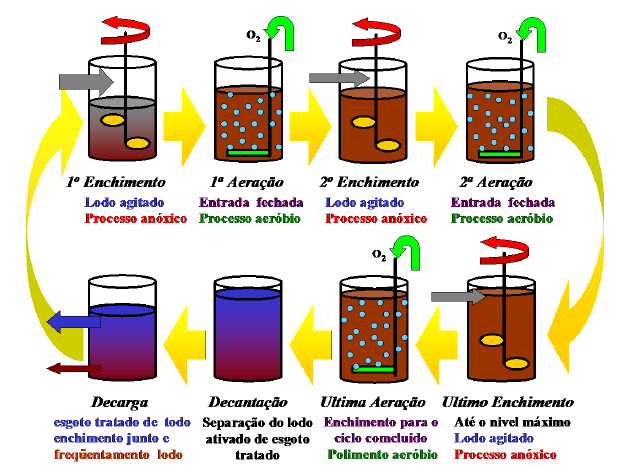 O2
O2
1º Enchimento
Lodo agitado
Processo anóxico
1ª Aeração
Entrada fechada
Processo aeróbio
2º Enchimento
Lodo agitado
Processo anóxico
2ª Aeração
Entrada fechada
Processo aeróbio
O2
Decarga
esgoto tratado de todo
enchimento junto e
freqüentamento lodo
Decantação
Separação do lodo
ativado de esgoto
tratado
Ultima Aeração
Enchimento para o
ciclo comcluido
Polimento aeróbio
Ultimo Enchimento
Até o nivel máximo
Lodo agitado
Processo anóxico